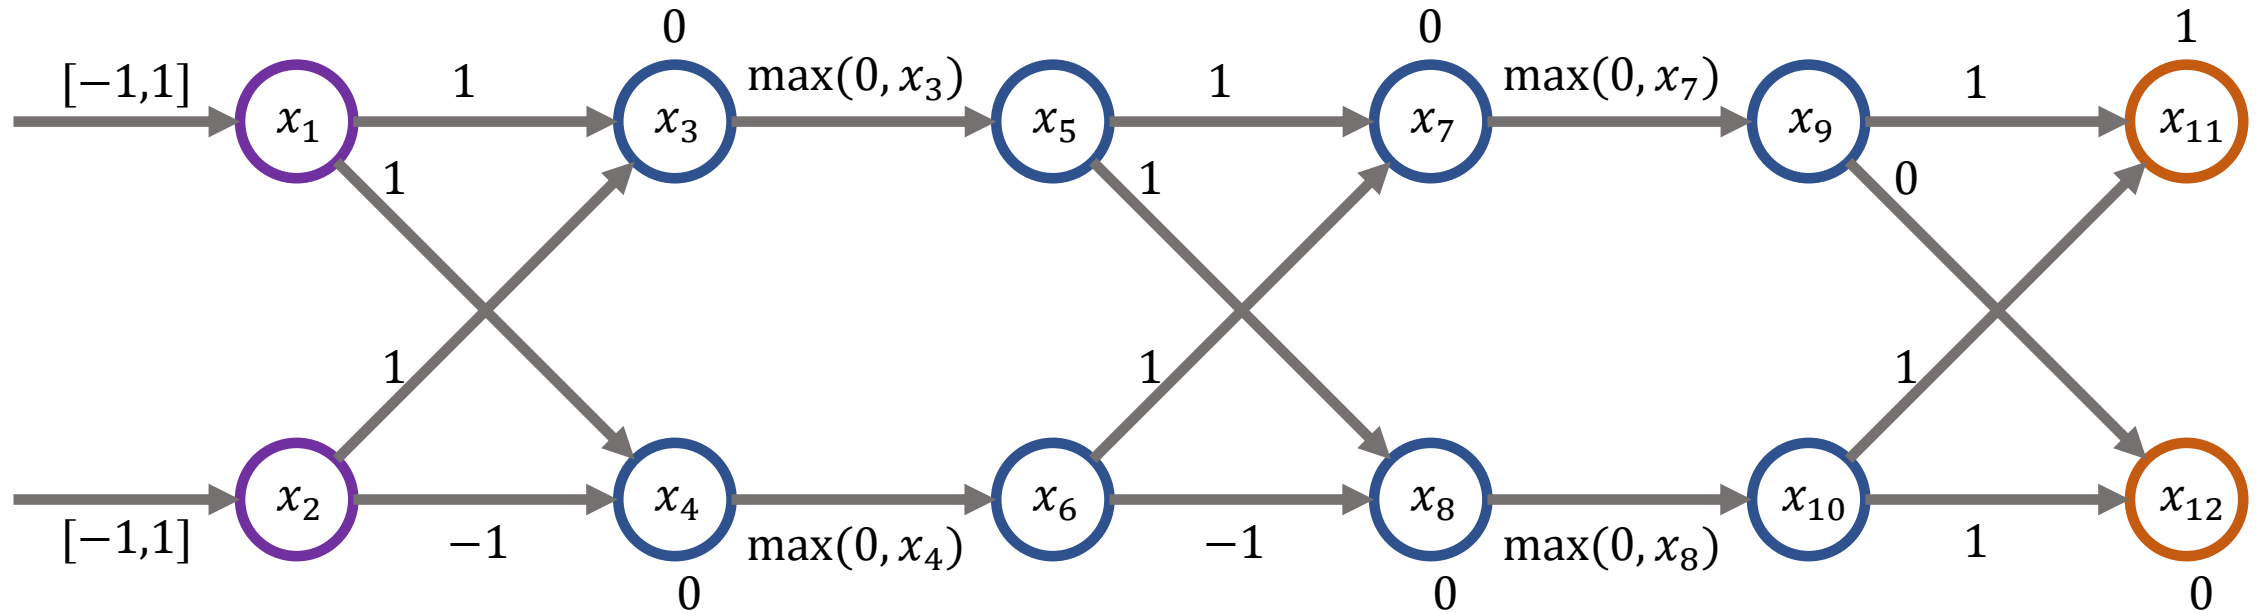 0
0
1
[−1,1]
1
max(0, x₃)
1
max(0, x₇)
1
x₁
x₃
x₅
x₇
x₉
x₁₁
1
1
0
1
1
1
x₂
x₄
x₆
x₈
x₁₀
x₁₂
[−1,1]
−1
max(0, x₄)
−1
max(0, x₈)
1
0
0
0